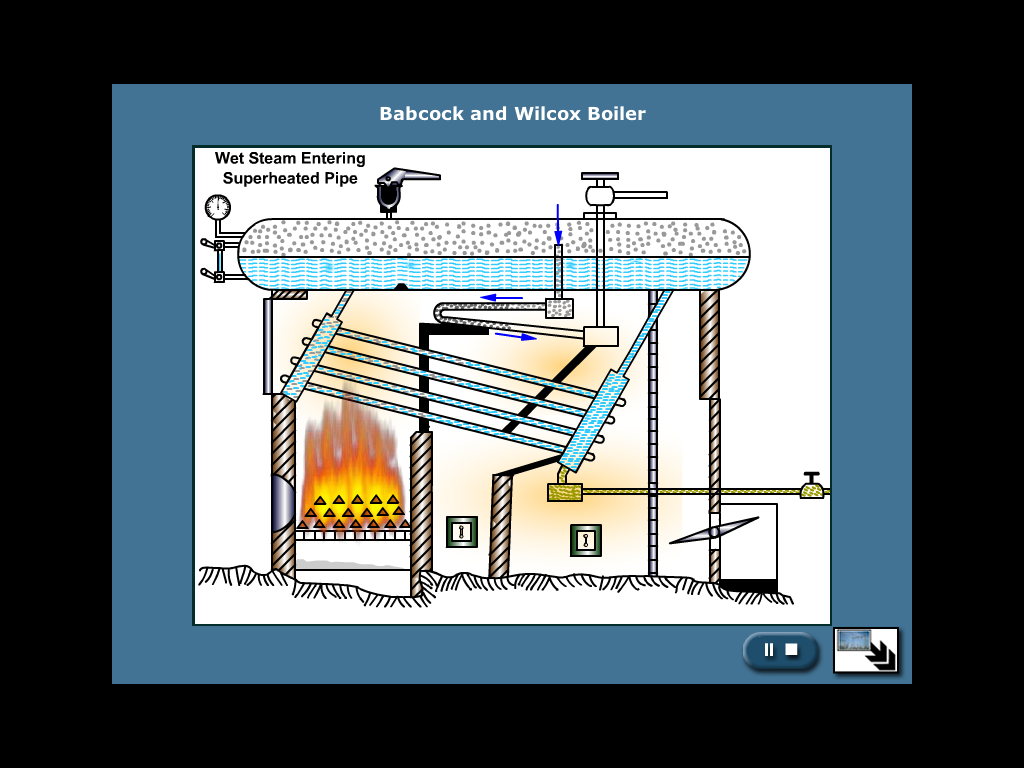 Babcock and Wilcox Boiler
Wet Steam Entering
Superheated Pipe